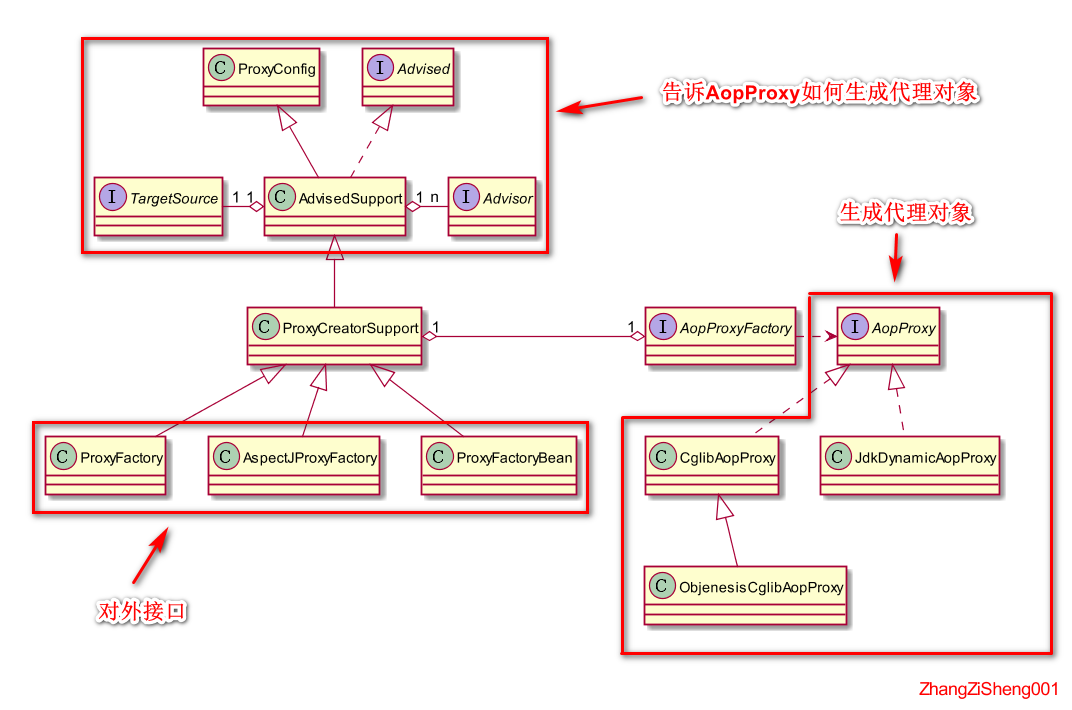 C ProxyConfig
I Advised
告诉AopProxy如何生成代理对象
I TargetSource
1 1
C AdvisedSupport
1 n
I Advisor
生成代理对象
C ProxyCreatorSupport
1
1
I AopProxyFactory
I AopProxy
C ProxyFactory
C AspectJProxyFactory
C ProxyFactoryBean
C CglibAopProxy
C JdkDynamicAopProxy
C ObjenesisCglibAopProxy
对外接口
ZhangZiSheng001